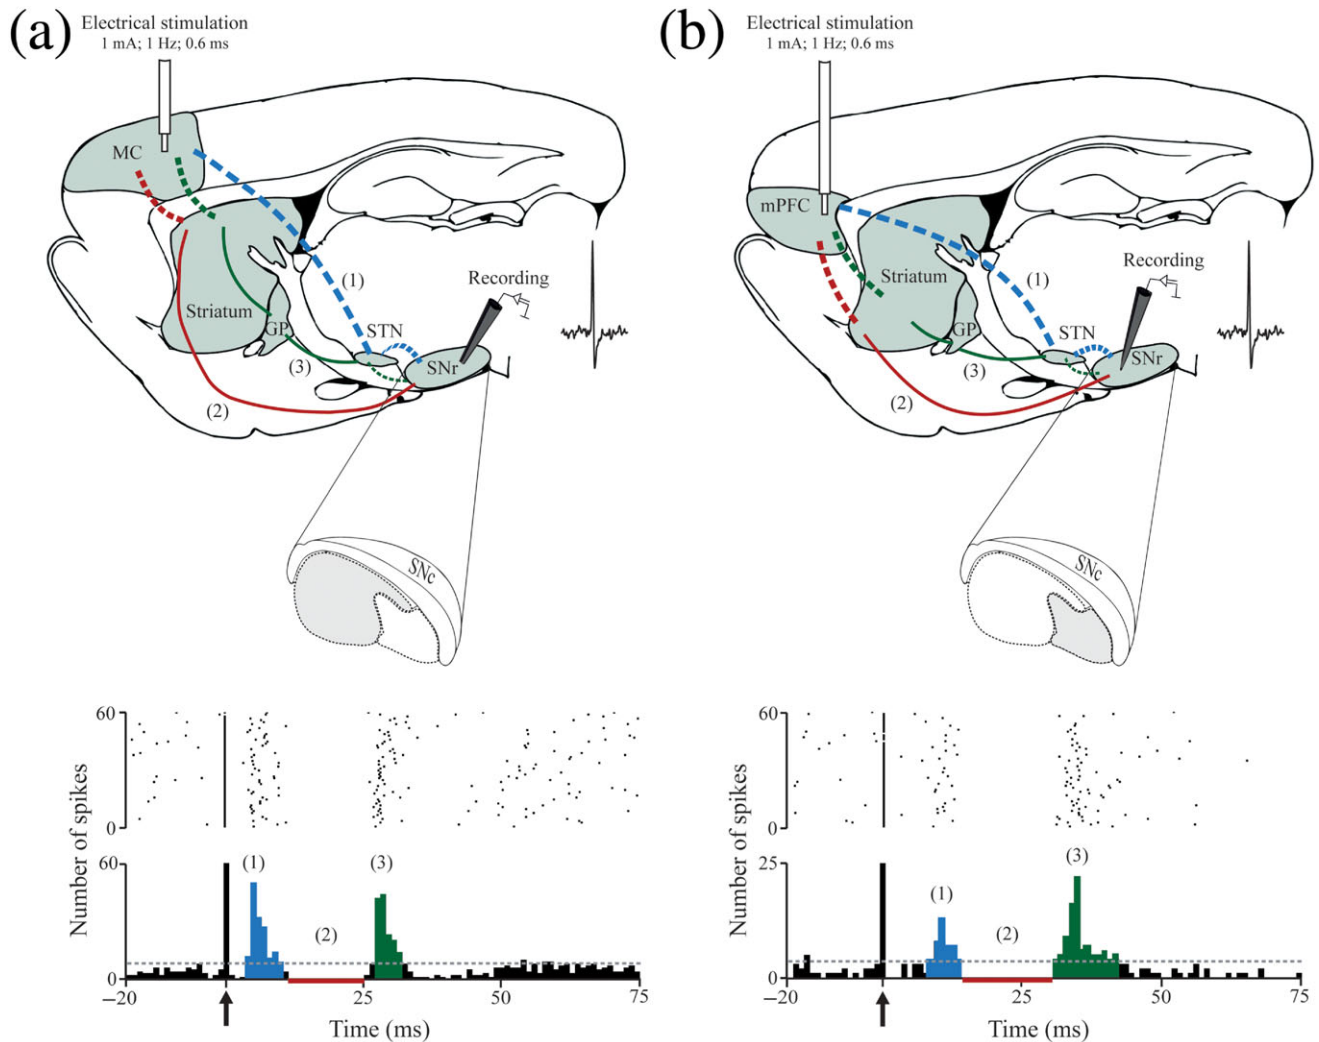 (a)
Electrical stimulation
1 mA; 1 Hz; 0.6 ms
MC
(1)
Recording
Striatum
GP
STN
(3)
SNr
(2)
SNc
60
0
Number of spikes
60
0
(1)
(2)
(3)
−20
25
50
75
Time (ms)
(b)
Electrical stimulation
1 mA; 1 Hz; 0.6 ms
mPFC
(1)
Recording
Striatum
GP
STN
(3)
SNr
(2)
SNc
60
0
Number of spikes
25
0
(1)
(2)
(3)
−20
25
50
75
Time (ms)